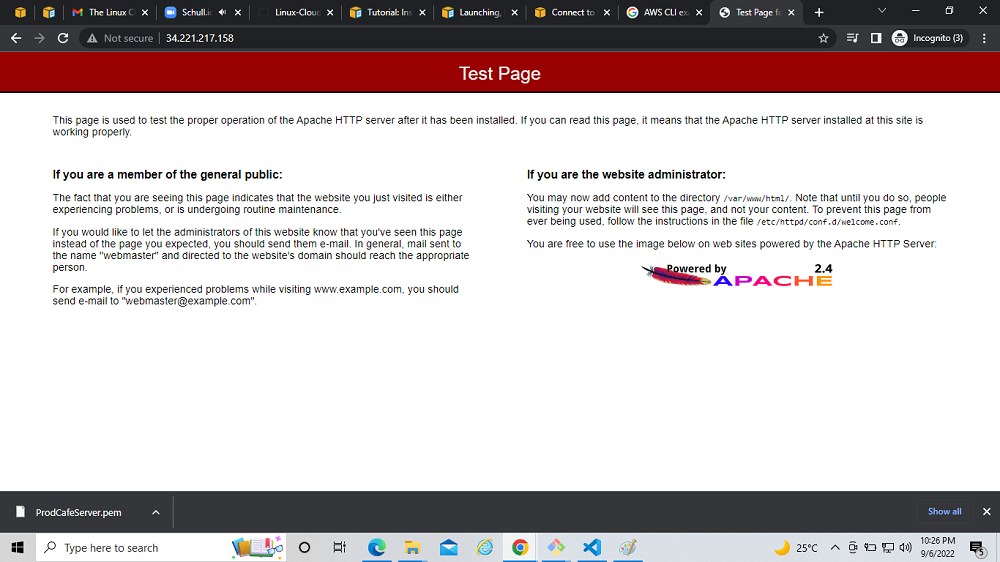 The Linux C
Schull.i
Linux-Cloud
Tutorial: Ins
Launching,
Connect to
AWS CLI ex
Test Page fo
Not secure
34.221.217.158
Incognito (3)
Test Page
This page is used to test the proper operation of the Apache HTTP server after it has been installed. If you can read this page, it means that the Apache HTTP server installed at this site is
working properly.
If you are a member of the general public:
The fact that you are seeing this page indicates that the website you just visited is either
experiencing problems, or is undergoing routine maintenance.
If you would like to let the administrators of this website know that you've seen this page
instead of the page you expected, you should send them e-mail. In general, mail sent to
the name "webmaster" and directed to the website's domain should reach the appropriate
person.
For example, if you experienced problems while visiting www.example.com, you should
send e-mail to "webmaster@example.com".
If you are the website administrator:
You may now add content to the directory /var/www/html/. Note that until you do so, people
visiting your website will see this page, and not your content. To prevent this page from
ever being used, follow the instructions in the file /etc/httpd/conf.d/welcome.conf.
You are free to use the image below on web sites powered by the Apache HTTP Server:
Powered by 2.4
APACHE
ProdCafeServer.pem
Show all
Type here to search
25°C
10:26 PM
9/6/2022
5